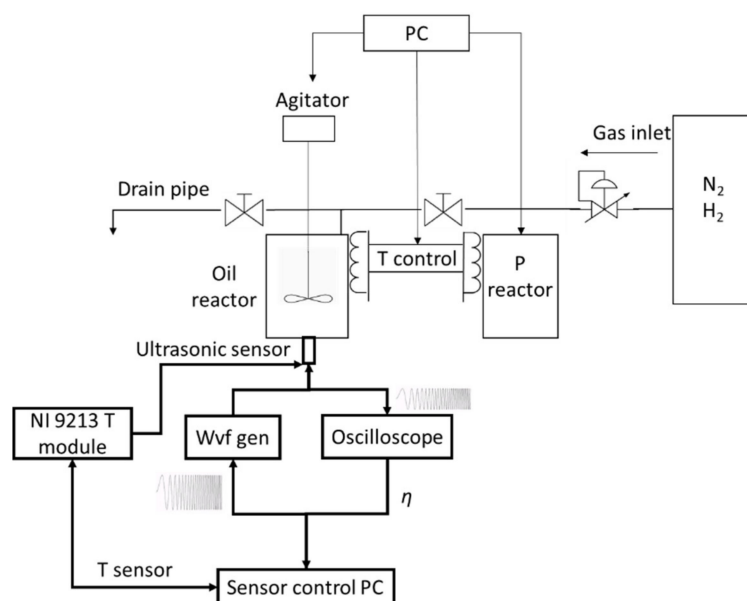 PC
Agitator
Gas inlet
Drain pipe
N₂
H₂
T control
P
reactor
Oil
reactor
Ultrasonic sensor
NI 9213 T
module
Wvf gen
Oscilloscope
η
T sensor
Sensor control PC